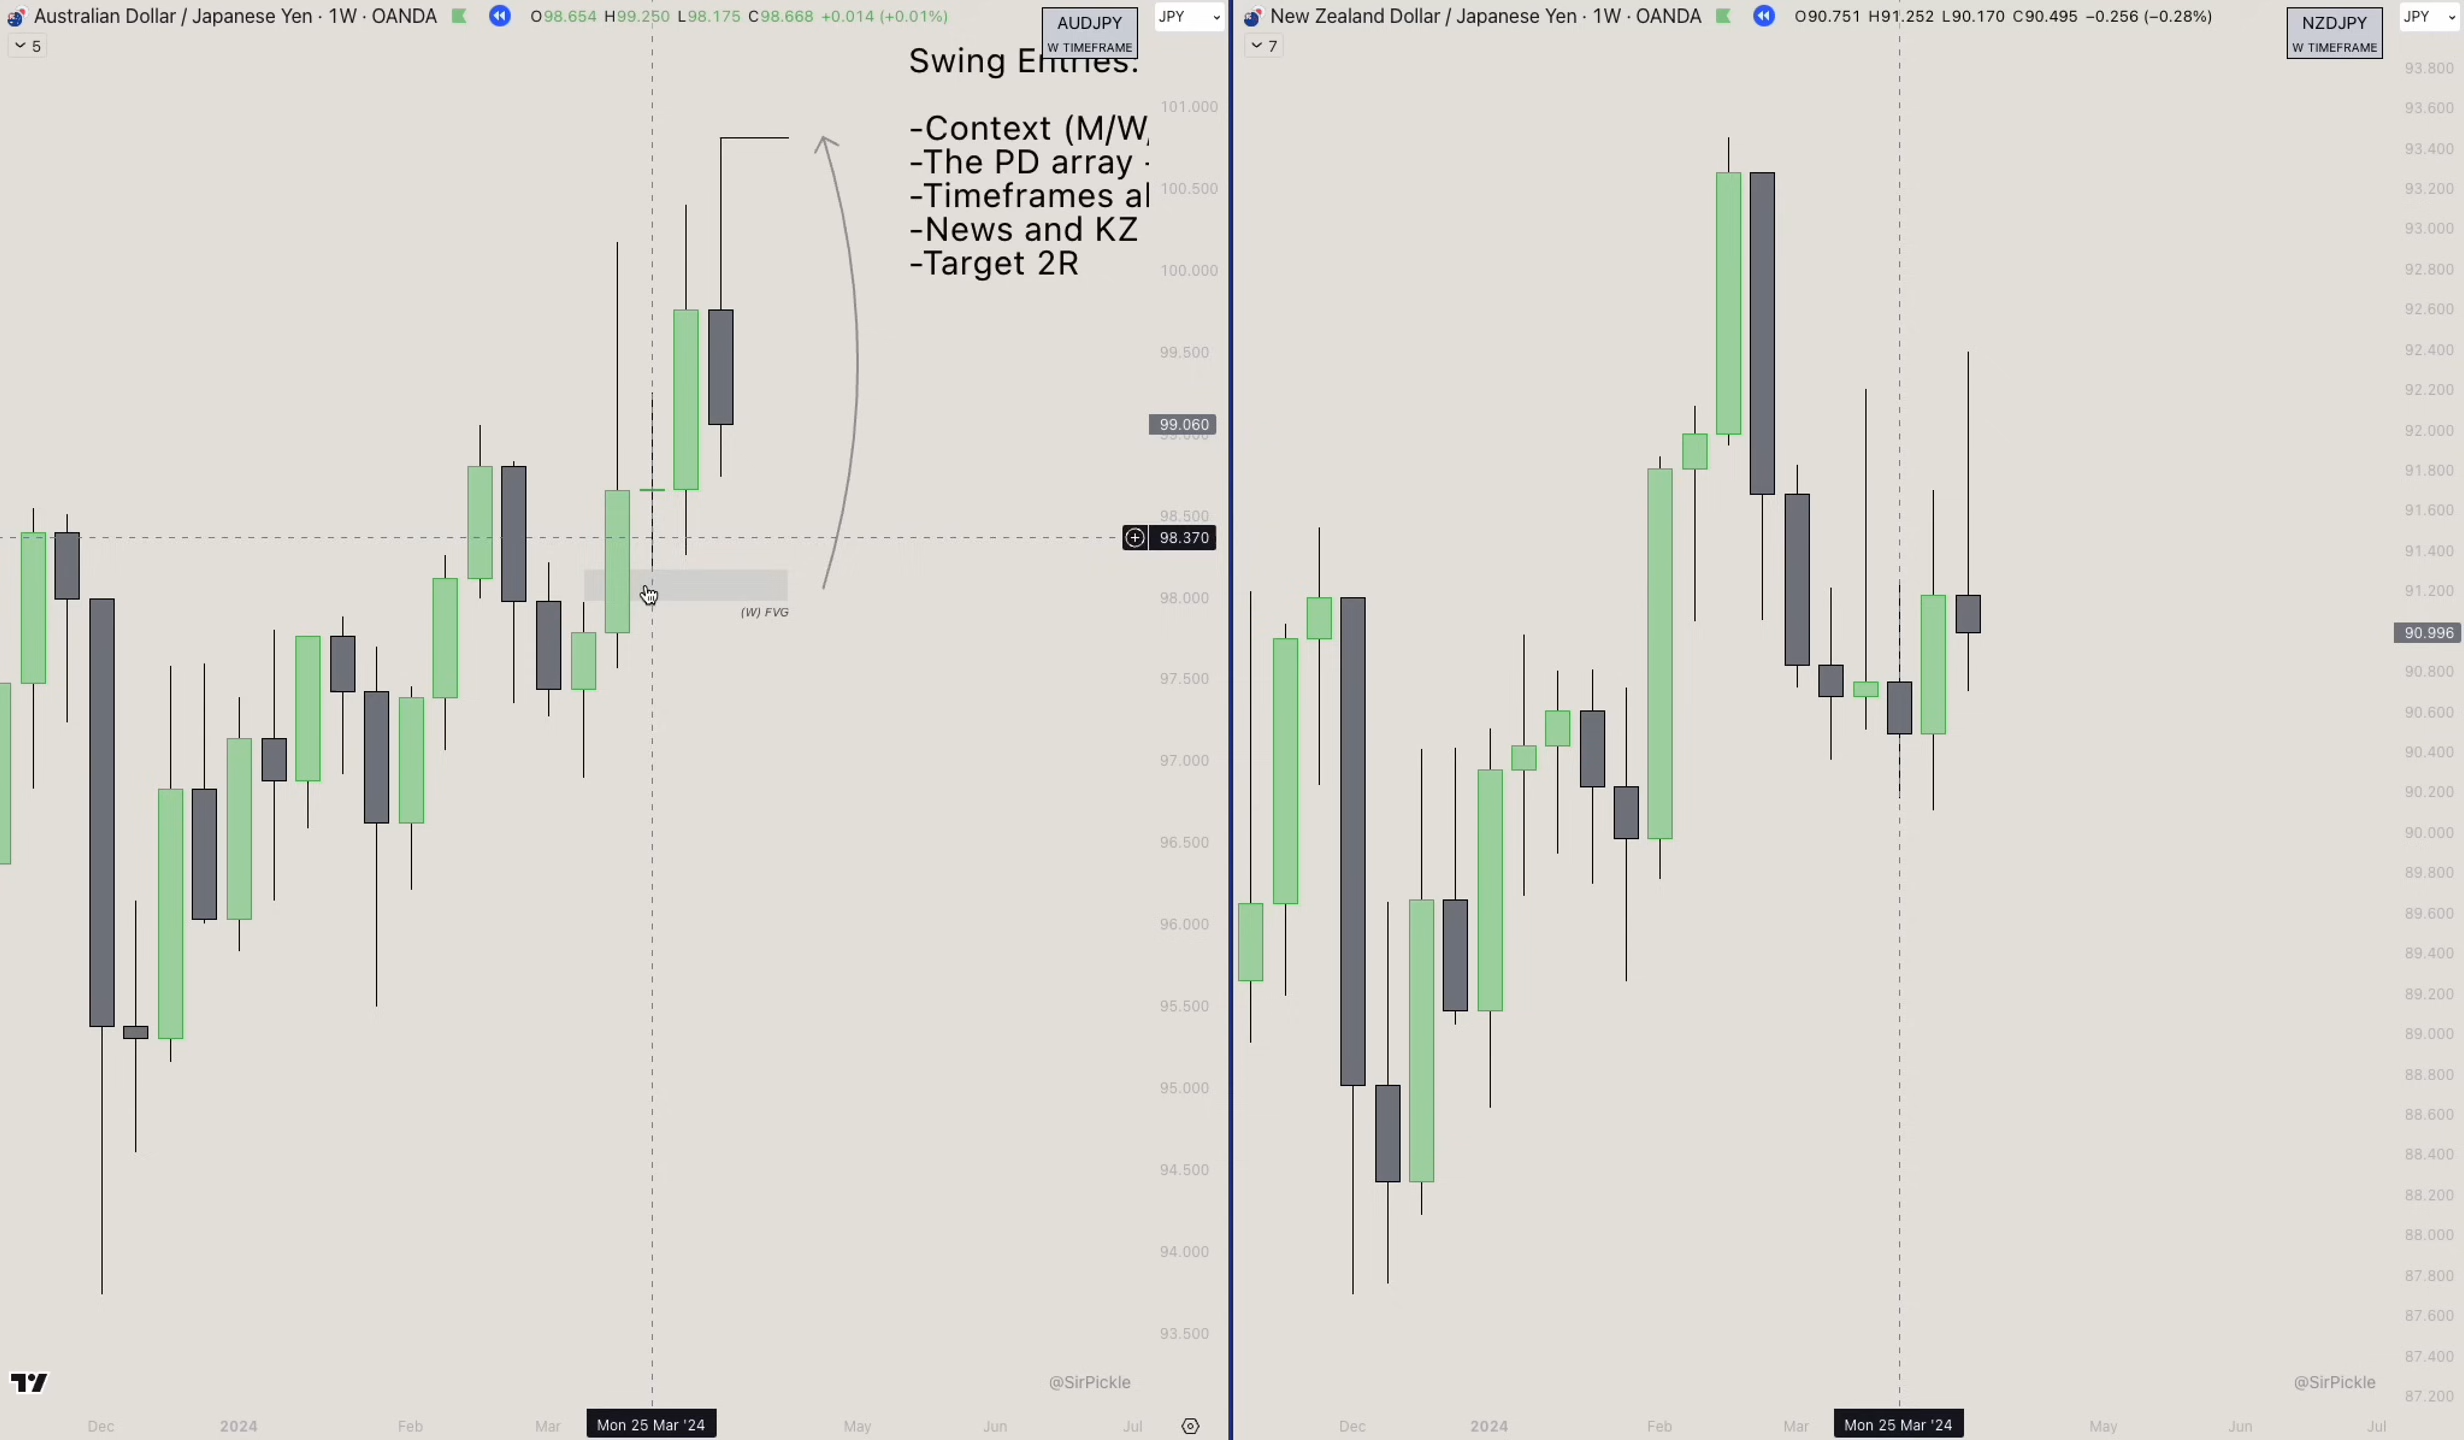 Australian Dollar / Japanese Yen · 1W · OANDA
O98.654 H99.250 L98.175 C98.668 +0.014 (+0.01%)
AUDJPY
W TIMEFRAME
JPY
5
Swing Entries:
-Context (M/W,
-The PD array -
-Timeframes al
-News and KZ
-Target 2R
101.000
100.500
100.000
99.500
99.060
99.000
98.500
98.370
98.000
97.500
97.000
96.500
96.000
95.500
95.000
94.500
94.000
93.500
(W) FVG
@SirPickle
Dec
2024
Feb
Mar
Mon 25 Mar '24
May
Jun
Jul
New Zealand Dollar / Japanese Yen · 1W · OANDA
O90.751 H91.252 L90.170 C90.495 −0.256 (−0.28%)
NZDJPY
W TIMEFRAME
JPY
7
93.800
93.600
93.400
93.200
93.000
92.800
92.600
92.400
92.200
92.000
91.800
91.600
91.400
91.200
90.996
90.800
90.600
90.400
90.200
90.000
89.800
89.600
89.400
89.200
89.000
88.800
88.600
88.400
88.200
88.000
87.800
87.600
87.400
87.200
@SirPickle
Dec
2024
Feb
Mar
Mon 25 Mar '24
May
Jun
Jul